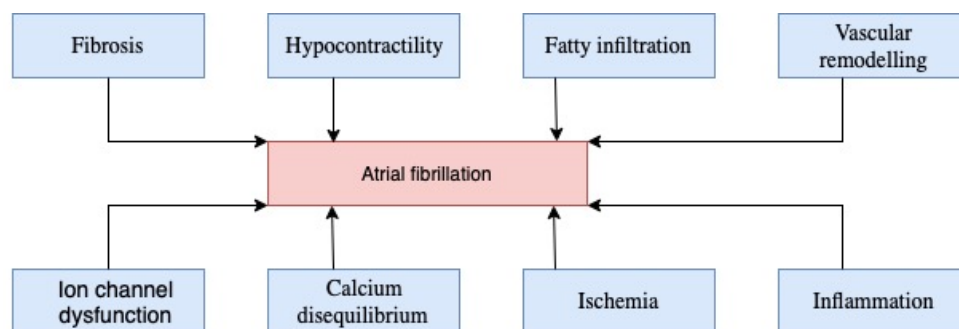 Fibrosis
Hypocontractility
Fatty infiltration
Vascular
remodelling
Atrial fibrillation
Ion channel
dysfunction
Calcium
disequilibrium
Ischemia
Inflammation